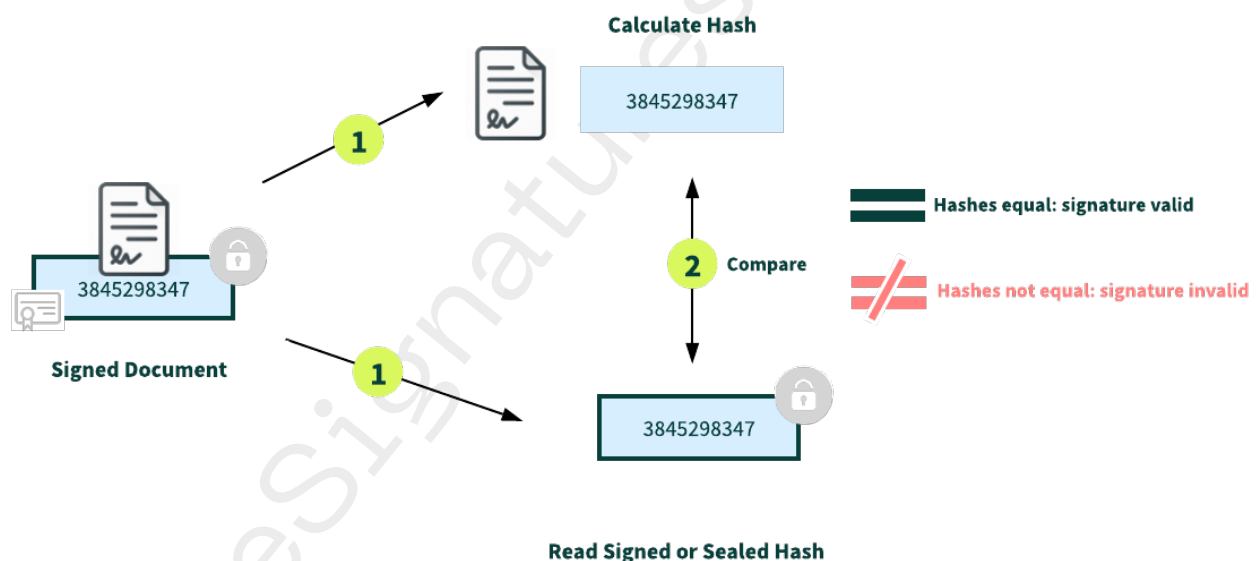 Calculate Hash
3845298347
1
3845298347
Signed Document
1
2
Compare
Hashes equal: signature valid
Hashes not equal: signature invalid
3845298347
Read Signed or Sealed Hash
eSignatures